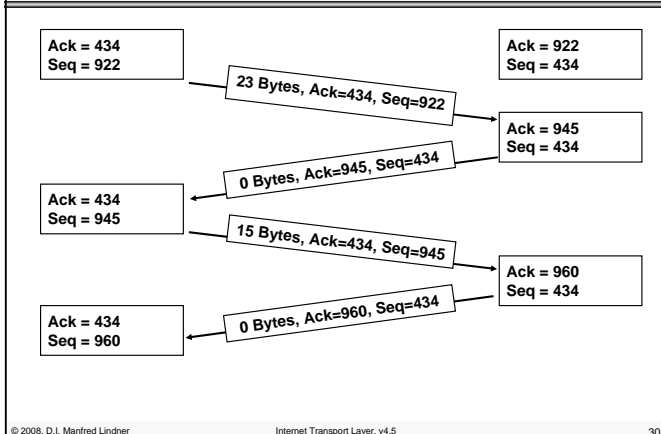 Ack = 434
Seq = 922
Ack = 922
Seq = 434
23 Bytes, Ack=434, Seq=922
Ack = 945
Seq = 434
0 Bytes, Ack=945, Seq=434
Ack = 434
Seq = 945
15 Bytes, Ack=434, Seq=945
Ack = 960
Seq = 434
0 Bytes, Ack=960, Seq=434
Ack = 434
Seq = 960
© 2008, D.I. Manfred Lindner
Internet Transport Layer, v4.5
30